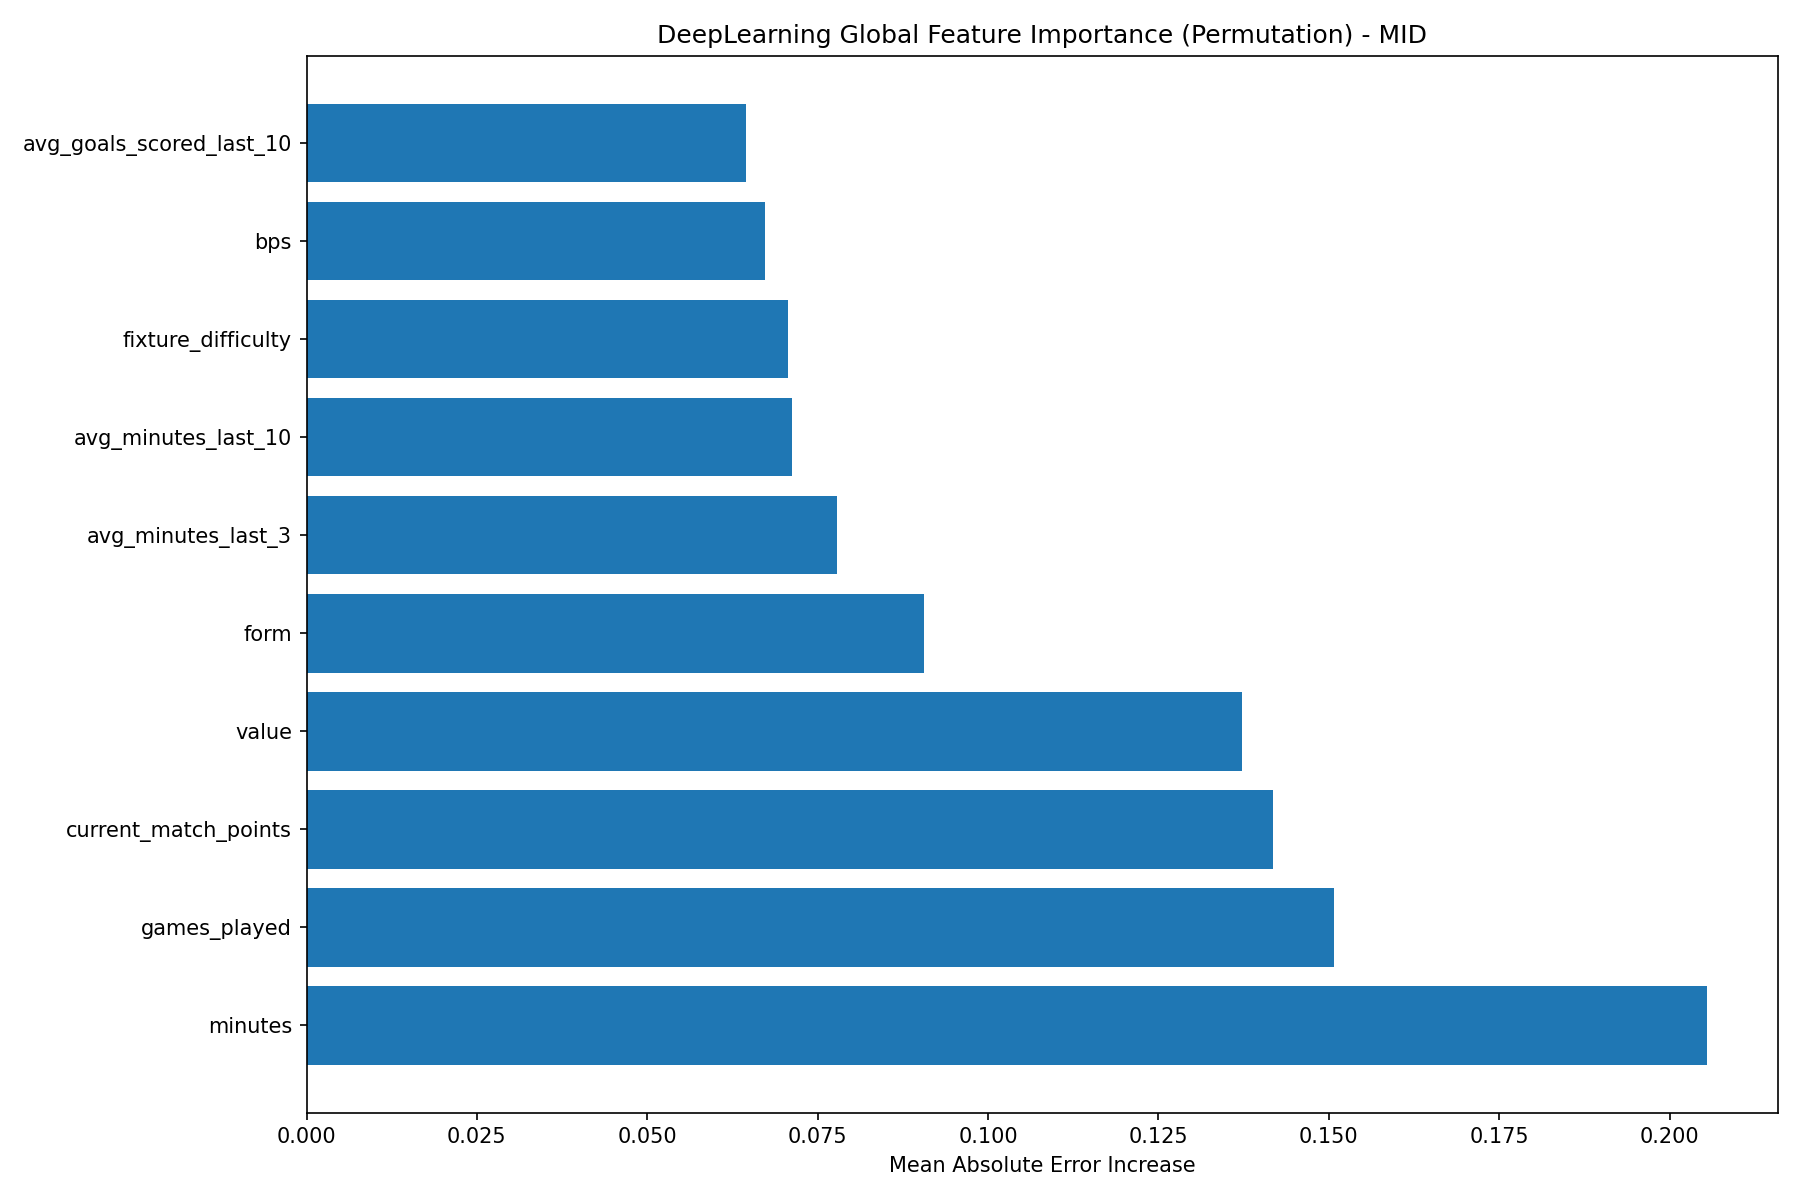 DeepLearning Global Feature Importance (Permutation) - MID
avg_goals_scored_last_10
bps
fixture_difficulty
avg_minutes_last_10
avg_minutes_last_3
form
value
current_match_points
games_played
minutes
0.000 0.025 0.050 0.075 0.100 0.125 0.150 0.175 0.200
Mean Absolute Error Increase